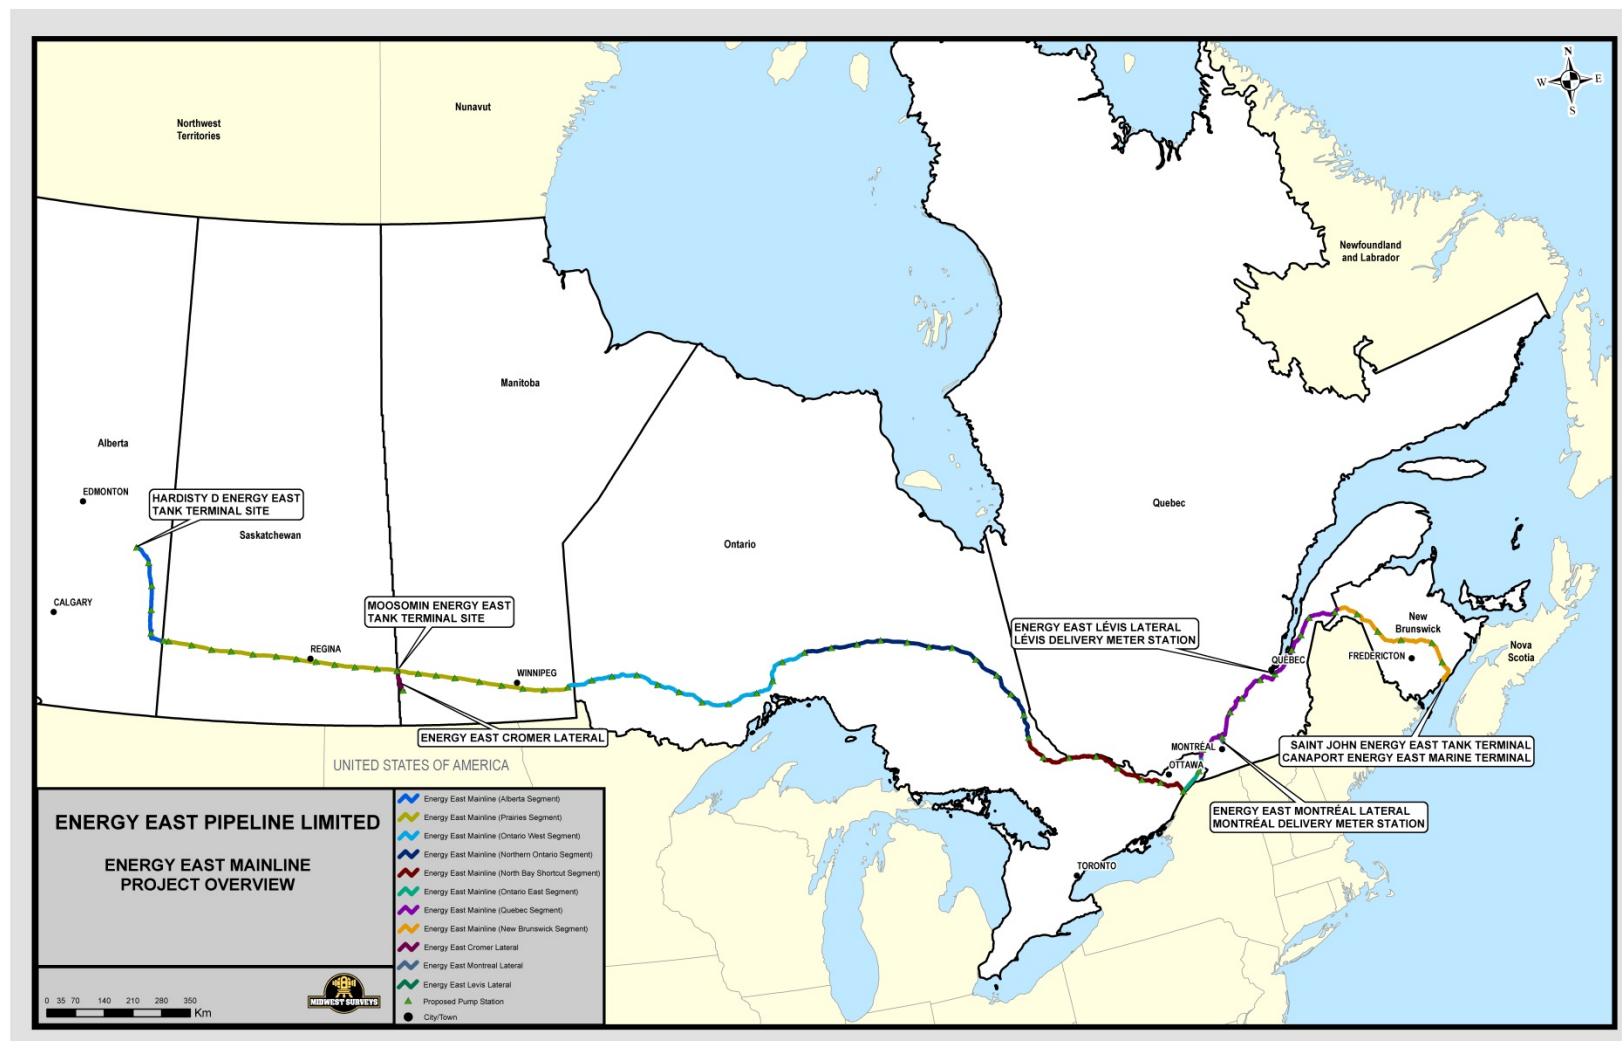 N
W
E
S
Nunavut
Northwest
Territories
Newfoundland
and Labrador
Manitoba
Alberta
EDMONTON
HARDISTY D ENERGY EAST
TANK TERMINAL SITE
Saskatchewan
Quebec
Ontario
CALGARY
MOOSOMIN ENERGY EAST
TANK TERMINAL SITE
ENERGY EAST LÉVIS LATERAL
LÉVIS DELIVERY METER STATION
New
Brunswick
REGINA
QUÉBEC
FREDERICTON
Nova
Scotia
WINNIPEG
ENERGY EAST CROMER LATERAL
MONTRÉAL
OTTAWA
SAINT JOHN ENERGY EAST TANK TERMINAL
CANAPORT ENERGY EAST MARINE TERMINAL
UNITED STATES OF AMERICA
ENERGY EAST MONTRÉAL LATERAL
MONTRÉAL DELIVERY METER STATION
TORONTO
ENERGY EAST PIPELINE LIMITED
ENERGY EAST MAINLINE
PROJECT OVERVIEW
Energy East Mainline (Alberta Segment)
Energy East Mainline (Prairies Segment)
Energy East Mainline (Ontario West Segment)
Energy East Mainline (Northern Ontario Segment)
Energy East Mainline (North Bay Shortcut Segment)
Energy East Mainline (Ontario East Segment)
Energy East Mainline (Quebec Segment)
Energy East Mainline (New Brunswick Segment)
Energy East Cromer Lateral
Energy East Montreal Lateral
Energy East Levis Lateral
Proposed Pump Station
City/Town
0 35 70 140 210 280 350
Km
MIDWEST SURVEYS